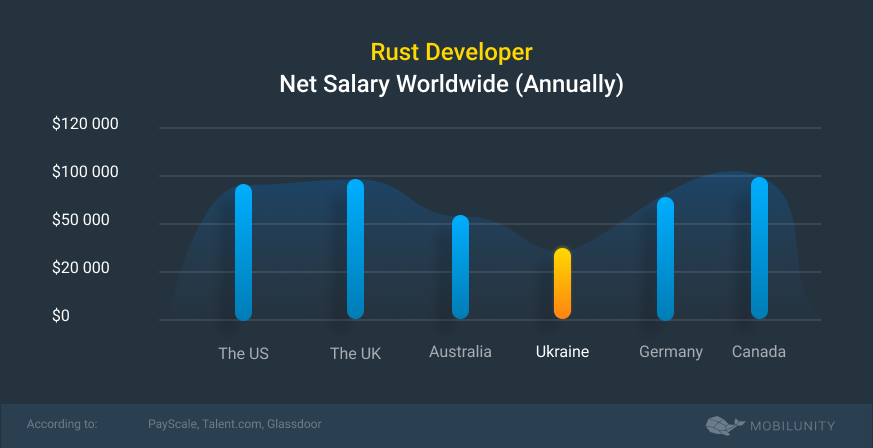 Rust Developer
Net Salary Worldwide (Annually)
$120 000
$100 000
$50 000
$20 000
$0
The US The UK Australia Ukraine Germany Canada
According to: PayScale, Talent.com, Glassdoor
MOBILUNITY